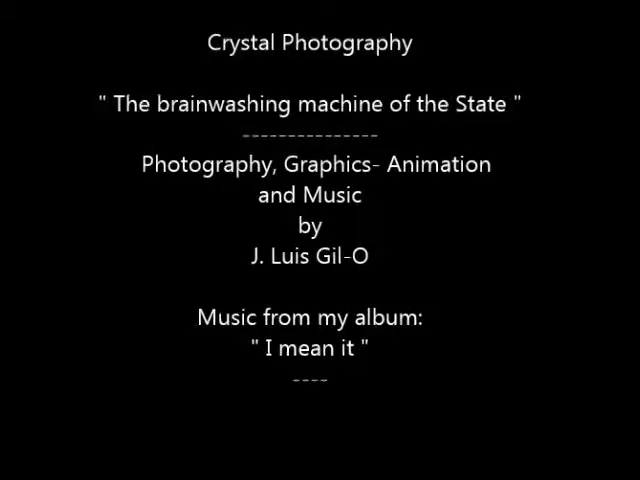 Crystal Photography
" The brainwashing machine of the State "
---------------
Photography, Graphics- Animation
and Music
by
J. Luis Gil-O
Music from my album:
" I mean it "
----